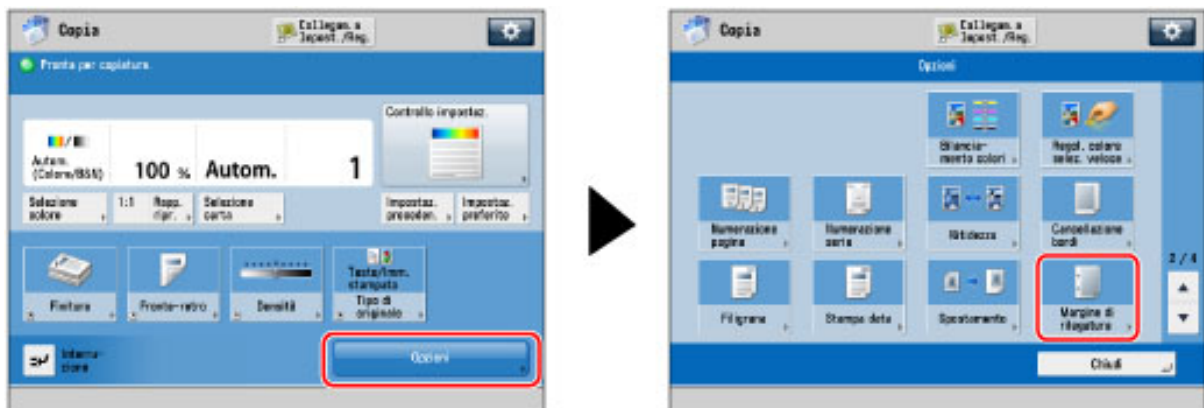 Copia
Collegam. a
Impost./Reg.
Pronta per copiatura.
Controllo impostaz.
Autom.
(Colore/B&N)
100 %
Autom.
1
Selezione
colore
1:1
Rapp.
ripr.
Selezione
carta
Impostaz.
preceden.
Impostaz.
preferite
Finitura
Fronte-retro
Densità
Testo/Imm.
stampata
Tipo di
originale
Interru-
zione
Opzioni
Copia
Collegam. a
Impost./Reg.
Opzioni
Bilancia-
mento colori
Regol. colore
selez. veloce
Numerazione
pagine
Numerazione
serie
Nitidezza
Cancellazione
bordi
2/4
Filigrana
Stampa data
Spostamento
Margine di
rilegatura
Chiudi